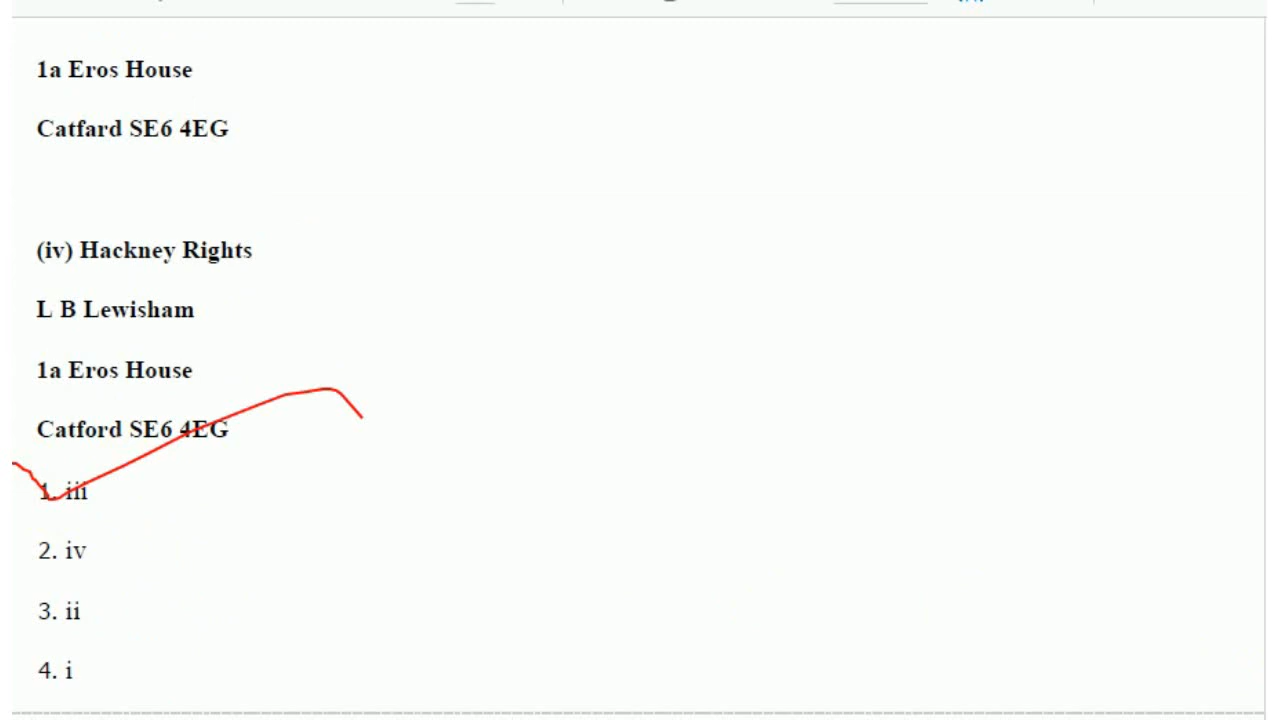 1a Eros House
Catfard SE6 4EG
(iv) Hackney Rights
L B Lewisham
1a Eros House
Catford SE6 4EG
1. iii
2. iv
3. ii
4. i